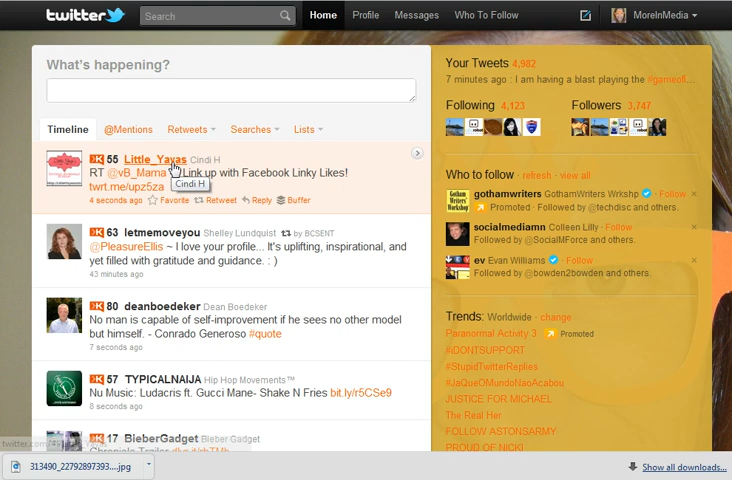 twitter
Search
Home
Profile
Messages
Who To Follow
MoreInMedia
What's happening?
Timeline
@Mentions
Retweets
Searches
Lists
55 Little_Yayas Cindi H
RT @vB_Mama Link up with Facebook Linky Likes!
twrt.me/upz5za
Cindi H
4 seconds ago Favorite Retweet Reply Buffer
63 letmemoveyou Shelley Lundquist by BCSENT
@PleasureEllis ~ I love your profile... It's uplifting, inspirational, and
yet filled with gratitude and guidance. : )
43 minutes ago
80 deanboedeker Dean Boedeker
No man is capable of self-improvement if he sees no other model
but himself. - Conrado Generoso #quote
7 seconds ago
57 TYPICALNAIJA Hip Hop Movements™
Nu Music: Ludacris ft. Gucci Mane- Shake N Fries bit.ly/r5CSe9
8 seconds ago
17 BieberGadget Bieber Gadget
Your Tweets 4,982
7 minutes ago : I am having a blast playing the #gameofi...
Following 4,123
Followers 3,747
Who to follow · refresh · view all
gothamwriters GothamWriters Wrkshp · Follow
Promoted · Followed by @techdisc and others.
socialmediamn Colleen Lilly · Follow
Followed by @SocialMForce and others.
ev Evan Williams · Follow
Followed by @bowden2bowden and others.
Trends: Worldwide · change
Paranormal Activity 3 Promoted
#iDONTSUPPORT
#StupidTwitterReplies
#JaQueOMundoNaoAcabou
JUSTICE FOR MICHAEL
The Real Her
FOLLOW ASTONSARMY
PROUD OF NICKI
313490_22792897393....jpg
Show all downloads...